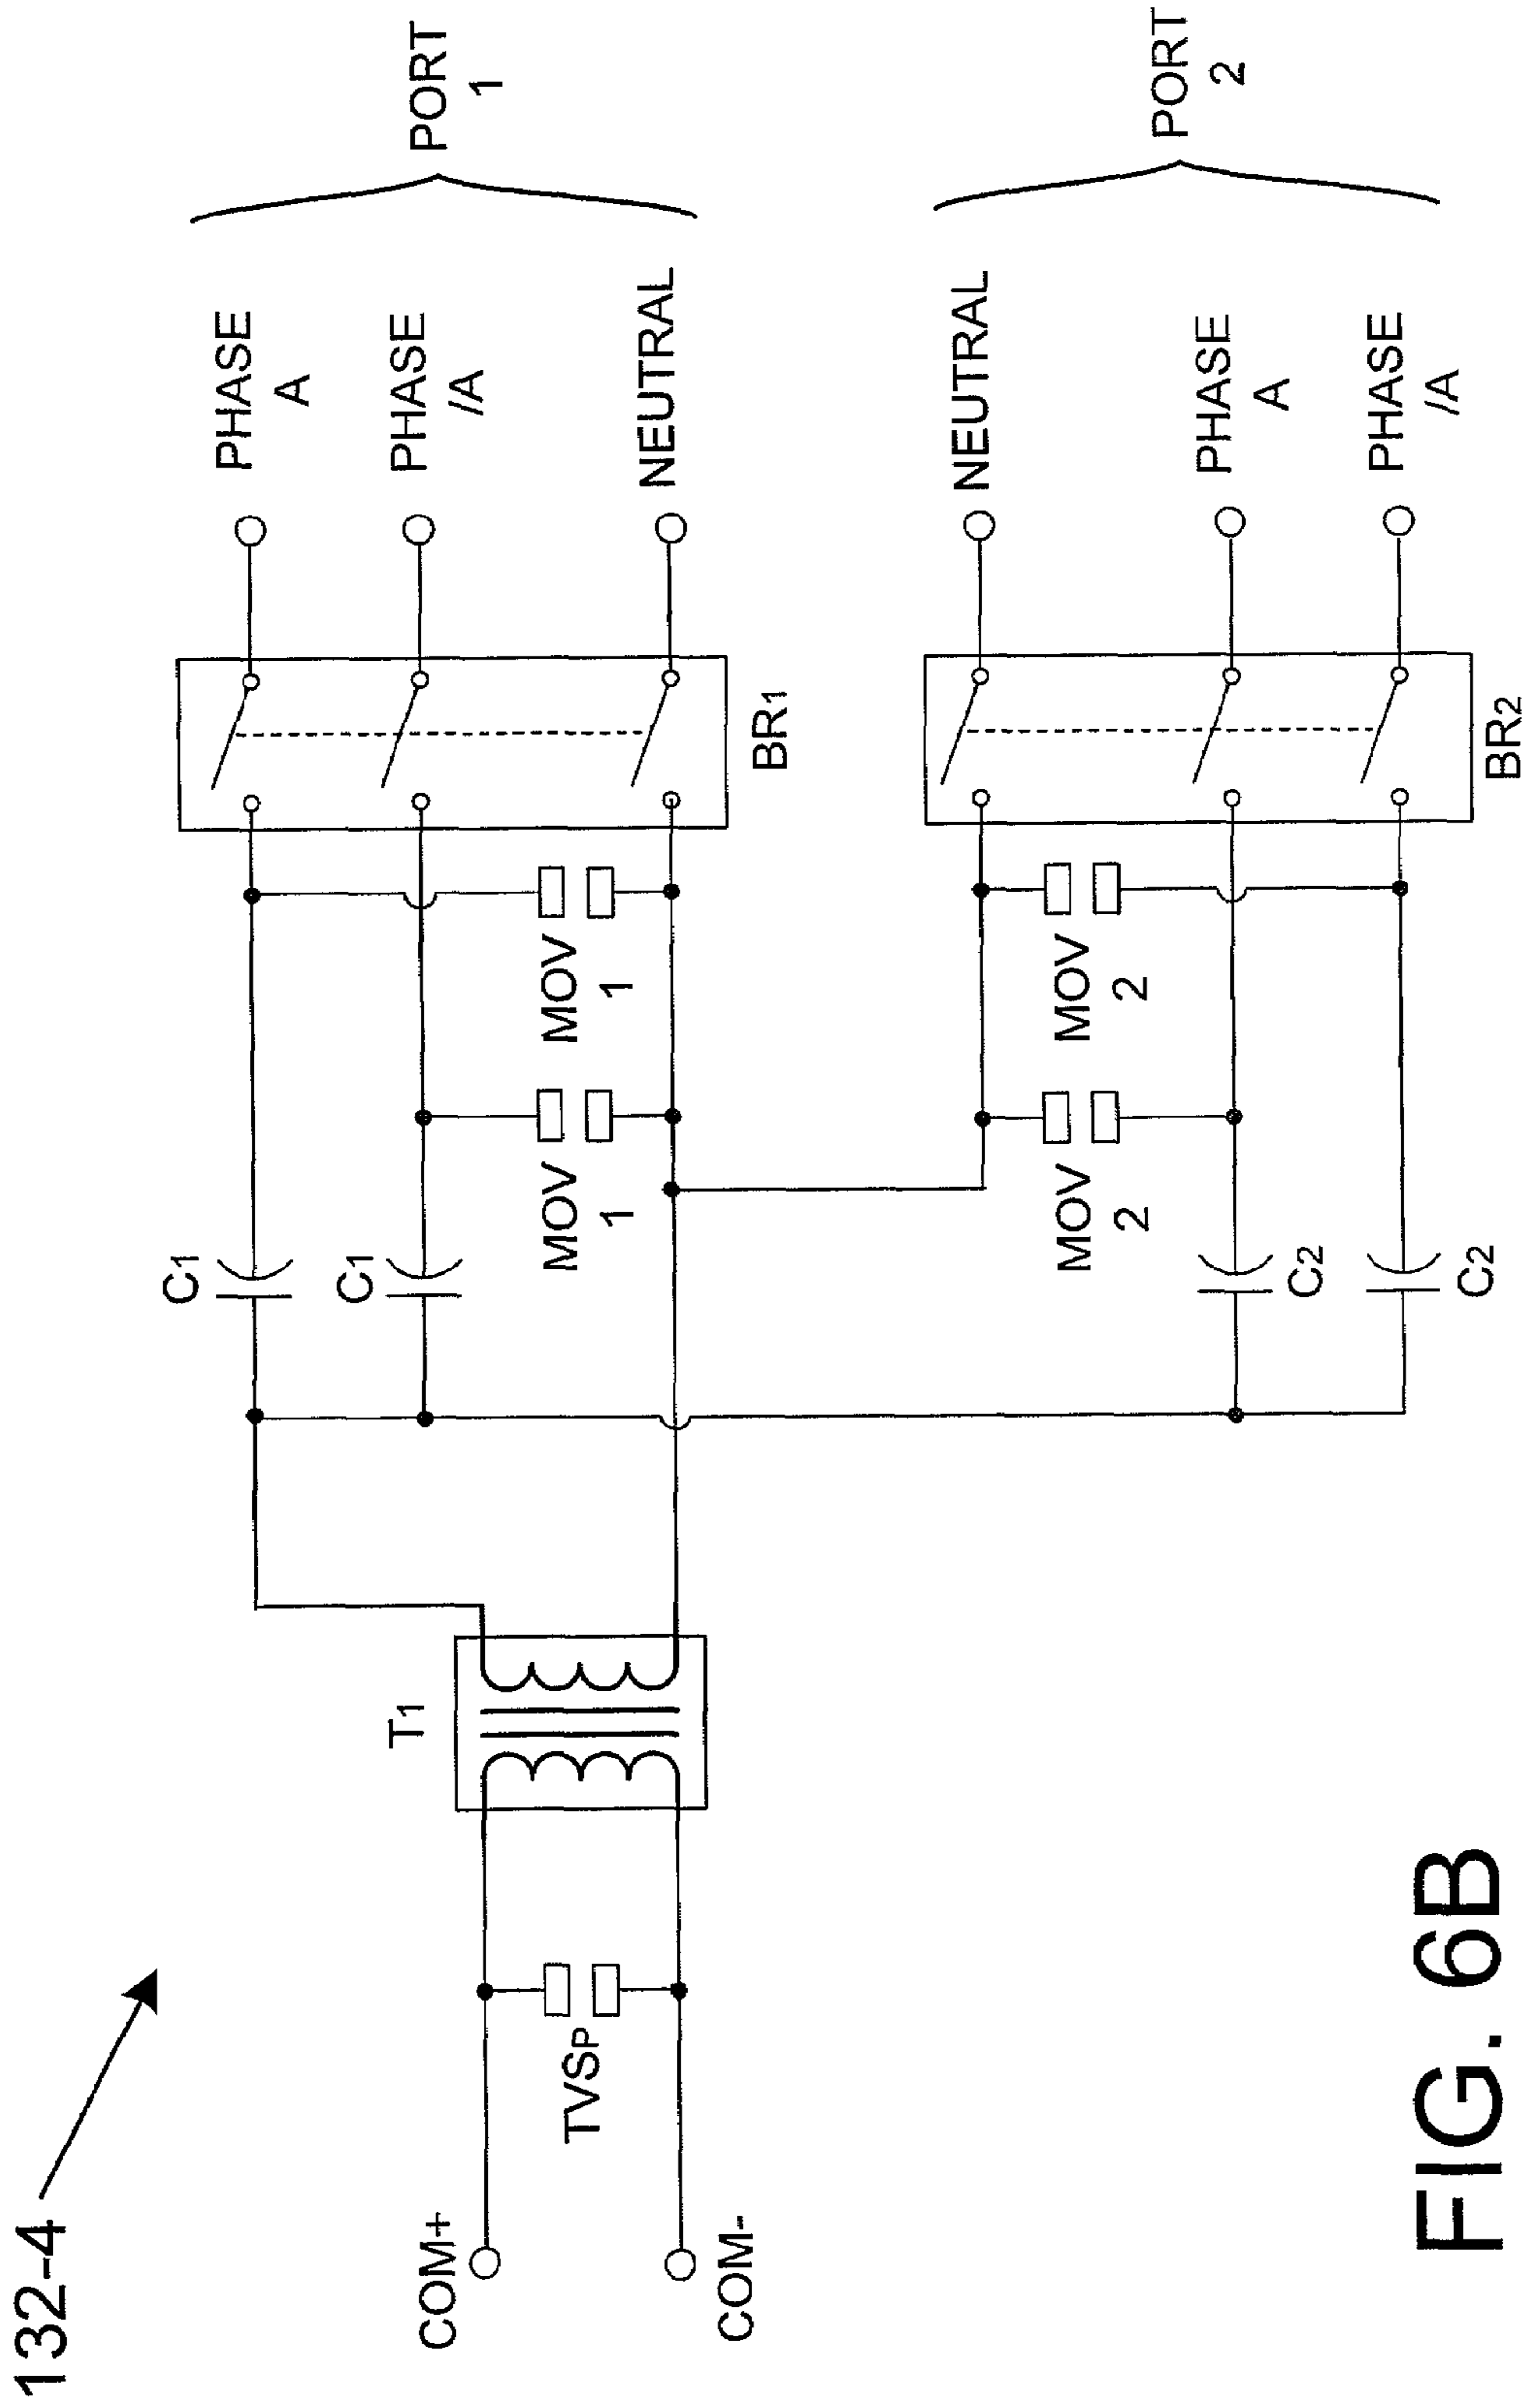 132-4
COM+
COM-
TVSP
T1
C1
C1
MOV
1
MOV
1
BR1
PHASE
A
PHASE
/A
NEUTRAL
PORT
1
MOV
2
MOV
2
C2
C2
BR2
NEUTRAL
PHASE
A
PHASE
/A
PORT
2
FIG. 6B